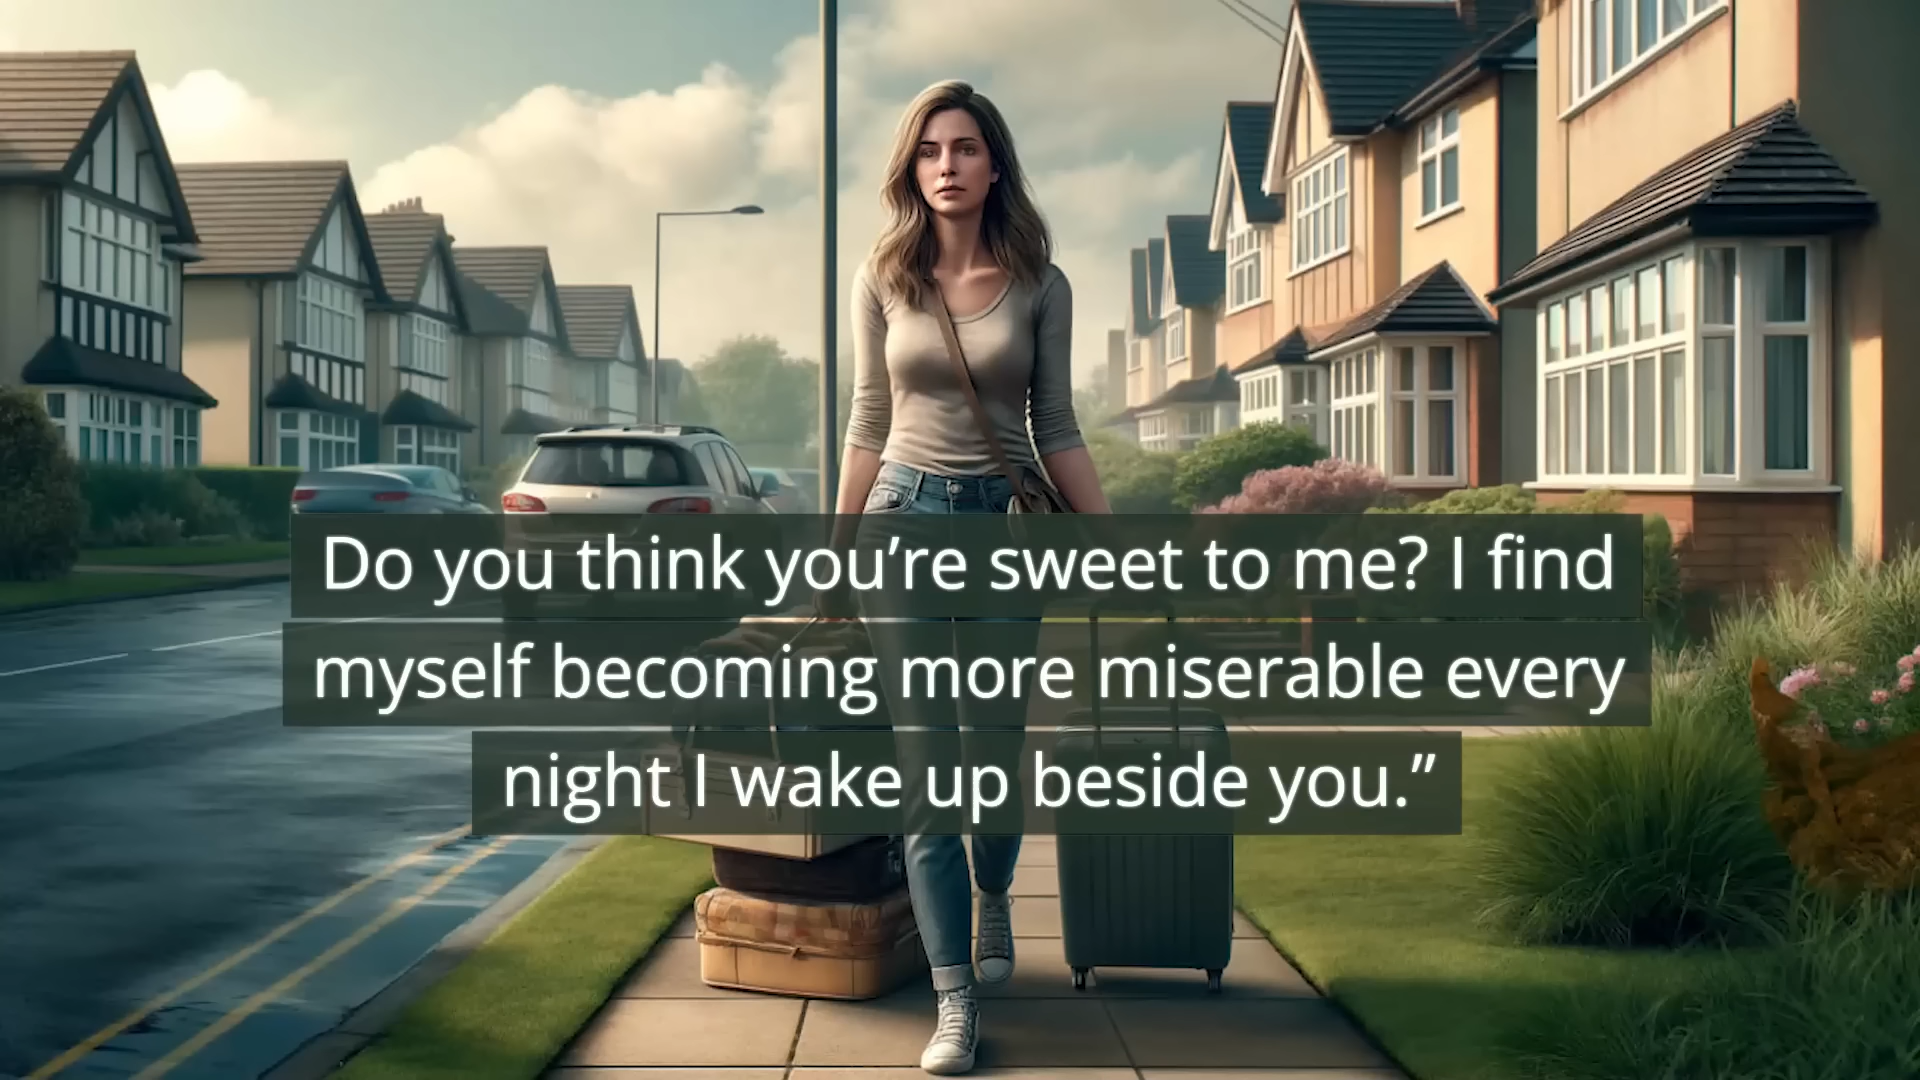 Do you think you’re sweet to me? I find
myself becoming more miserable every
night I wake up beside you.”